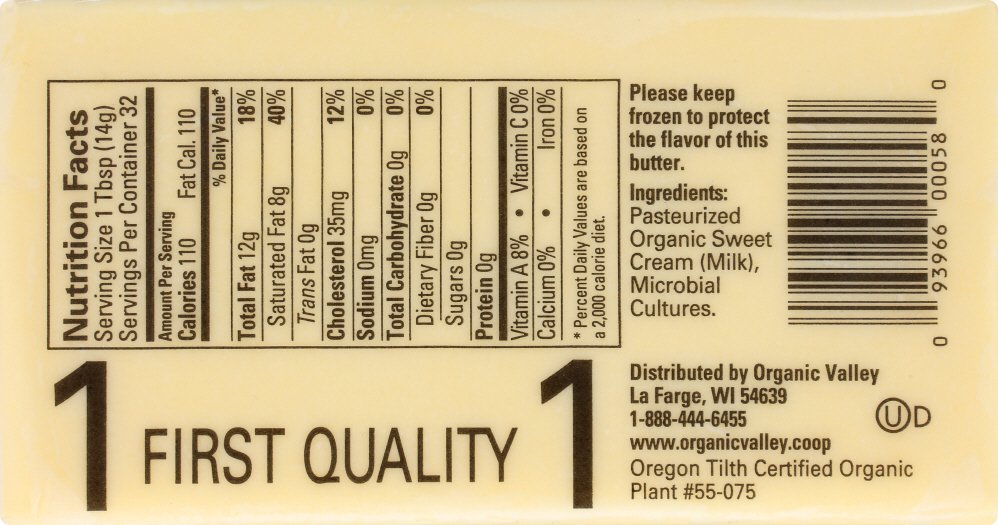 Nutrition Facts
Serving Size 1 Tbsp (14g)
Servings Per Container 32
Amount Per Serving
Calories 110 Fat Cal. 110
% Daily Value*
Total Fat 12g 18%
Saturated Fat 8g 40%
Trans Fat 0g
Cholesterol 35mg 12%
Sodium 0mg 0%
Total Carbohydrate 0g 0%
Dietary Fiber 0g 0%
Sugars 0g
Protein 0g
Vitamin A 8% • Vitamin C 0%
Calcium 0% • Iron 0%
* Percent Daily Values are based on
a 2,000 calorie diet.
1 FIRST QUALITY 1
Please keep
frozen to protect
the flavor of this
butter.
Ingredients:
Pasteurized
Organic Sweet
Cream (Milk),
Microbial
Cultures.
0 93966 00058 0
Distributed by Organic Valley
La Farge, WI 54639
1-888-444-6455
www.organicvalley.coop
Oregon Tilth Certified Organic
Plant #55-075
U D